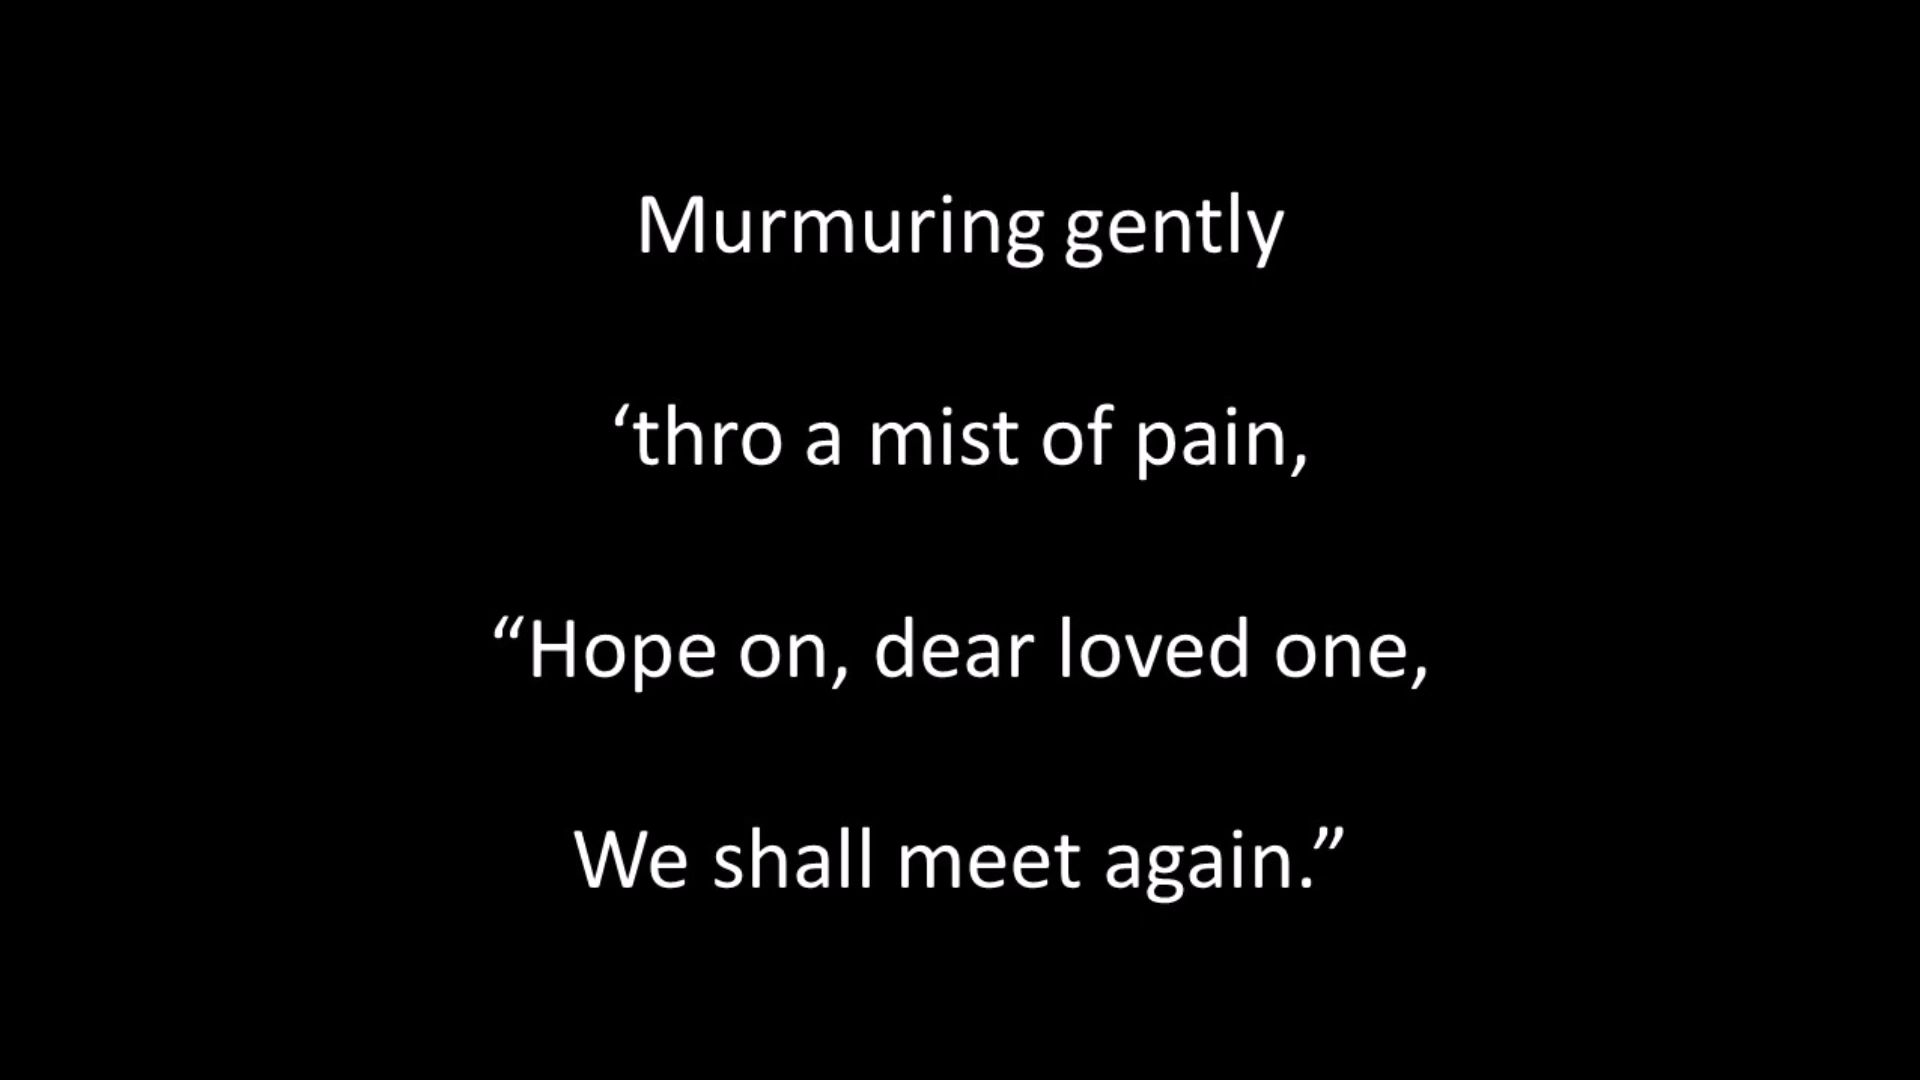 Murmuring gently
‘thro a mist of pain,
“Hope on, dear loved one,
We shall meet again.”